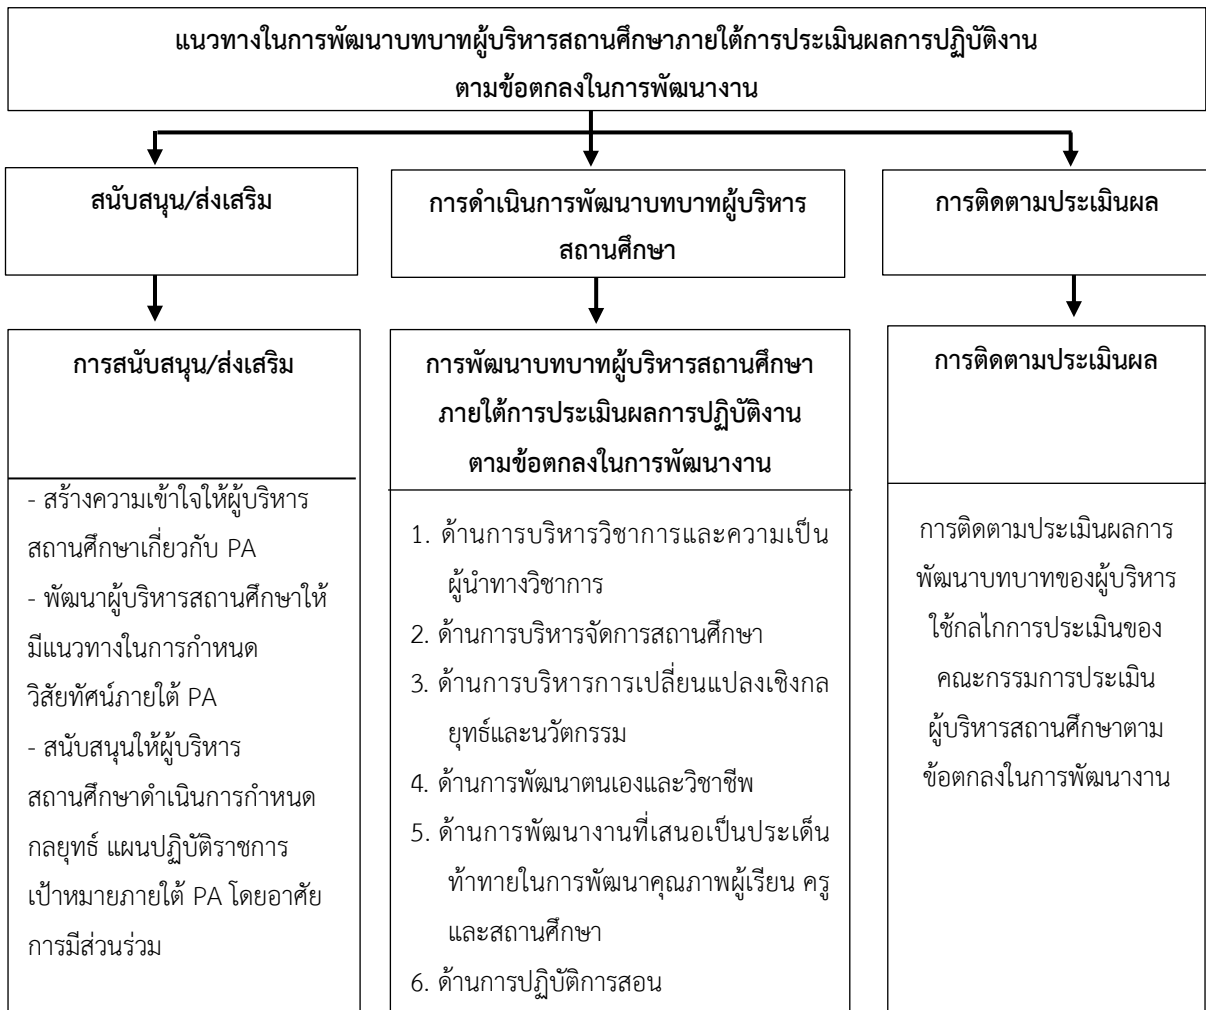 แนวทางในการพัฒนาบทบาทผู้บริหารสถานศึกษาภายใต้การประเมินผลการปฏิบัติงาน
ตามข้อตกลงในการพัฒนางาน
สนับสนุน/ส่งเสริม
การดำเนินการพัฒนาบทบาทผู้บริหาร
สถานศึกษา
การติดตามประเมินผล
การสนับสนุน/ส่งเสริม
- สร้างความเข้าใจให้ผู้บริหาร
สถานศึกษาเกี่ยวกับ PA
- พัฒนาผู้บริหารสถานศึกษาให้
มีแนวทางในการกำหนด
วิสัยทัศน์ภายใต้ PA
- สนับสนุนให้ผู้บริหาร
สถานศึกษาดำเนินการกำหนด
กลยุทธ์ แผนปฏิบัติราชการ
เป้าหมายภายใต้ PA โดยอาศัย
การมีส่วนร่วม
การพัฒนาบทบาทผู้บริหารสถานศึกษา
ภายใต้การประเมินผลการปฏิบัติงาน
ตามข้อตกลงในการพัฒนางาน
1. ด้านการบริหารวิชาการและความเป็น
ผู้นำทางวิชาการ
2. ด้านการบริหารจัดการสถานศึกษา
3. ด้านการบริหารการเปลี่ยนแปลงเชิงกล
ยุทธ์และนวัตกรรม
4. ด้านการพัฒนาตนเองและวิชาชีพ
5. ด้านการพัฒนางานที่เสนอเป็นประเด็น
ท้าทายในการพัฒนาคุณภาพผู้เรียน ครู
และสถานศึกษา
6. ด้านการปฏิบัติการสอน
การติดตามประเมินผล
การติดตามประเมินผลการ
พัฒนาบทบาทของผู้บริหาร
ใช้กลไกการประเมินของ
คณะกรรมการประเมิน
ผู้บริหารสถานศึกษาตาม
ข้อตกลงในการพัฒนางาน